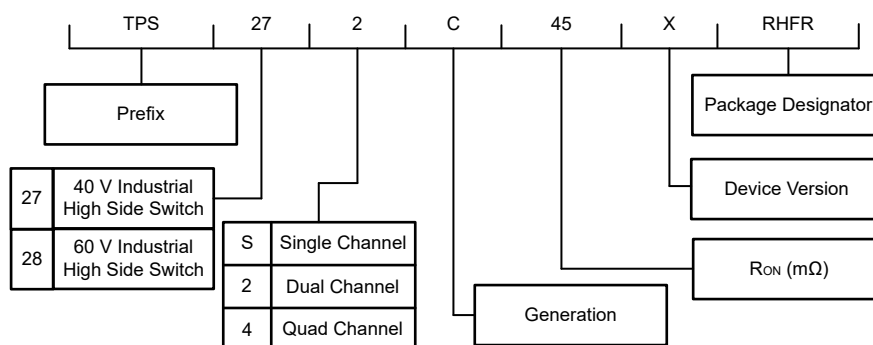 TPS 27 2 C 45 X RHFR
Prefix
Package Designator
27 40 V Industrial
High Side Switch
28 60 V Industrial
High Side Switch
S Single Channel
2 Dual Channel
4 Quad Channel
Device Version
RON (mΩ)
Generation